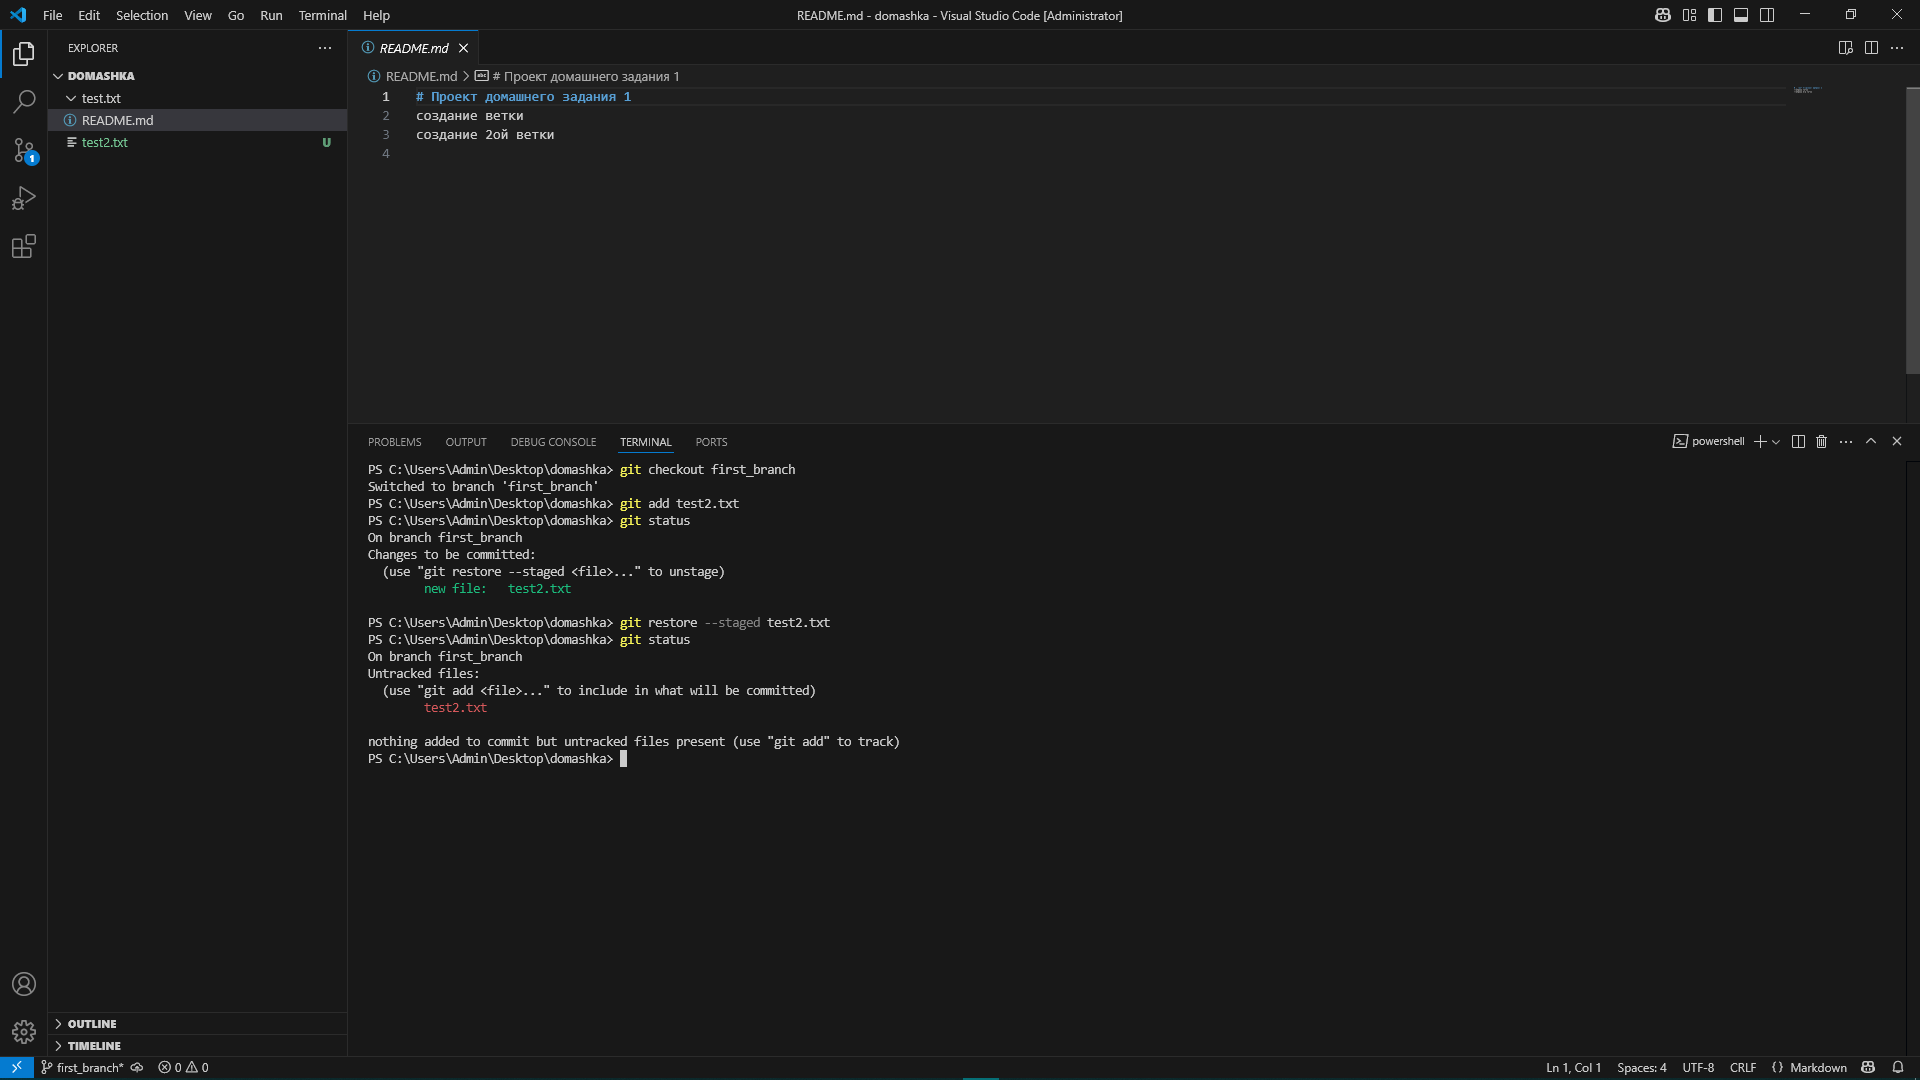 File Edit Selection View Go Run Terminal Help
README.md - domashka - Visual Studio Code [Administrator]
EXPLORER
DOMASHKA
test.txt
README.md
test2.txt U
1
README.md
README.md > # Проект домашнего задания 1
1 # Проект домашнего задания 1
2 создание ветки
3 создание 2ой ветки
4
PROBLEMS OUTPUT DEBUG CONSOLE TERMINAL PORTS
powershell
PS C:\Users\Admin\Desktop\domashka> git checkout first_branch
Switched to branch 'first_branch'
PS C:\Users\Admin\Desktop\domashka> git add test2.txt
PS C:\Users\Admin\Desktop\domashka> git status
On branch first_branch
Changes to be committed:
(use "git restore --staged <file>..." to unstage)
new file: test2.txt
PS C:\Users\Admin\Desktop\domashka> git restore --staged test2.txt
PS C:\Users\Admin\Desktop\domashka> git status
On branch first_branch
Untracked files:
(use "git add <file>..." to include in what will be committed)
test2.txt
nothing added to commit but untracked files present (use "git add" to track)
PS C:\Users\Admin\Desktop\domashka>
OUTLINE
TIMELINE
first_branch* 0 0
Ln 1, Col 1 Spaces: 4 UTF-8 CRLF {} Markdown